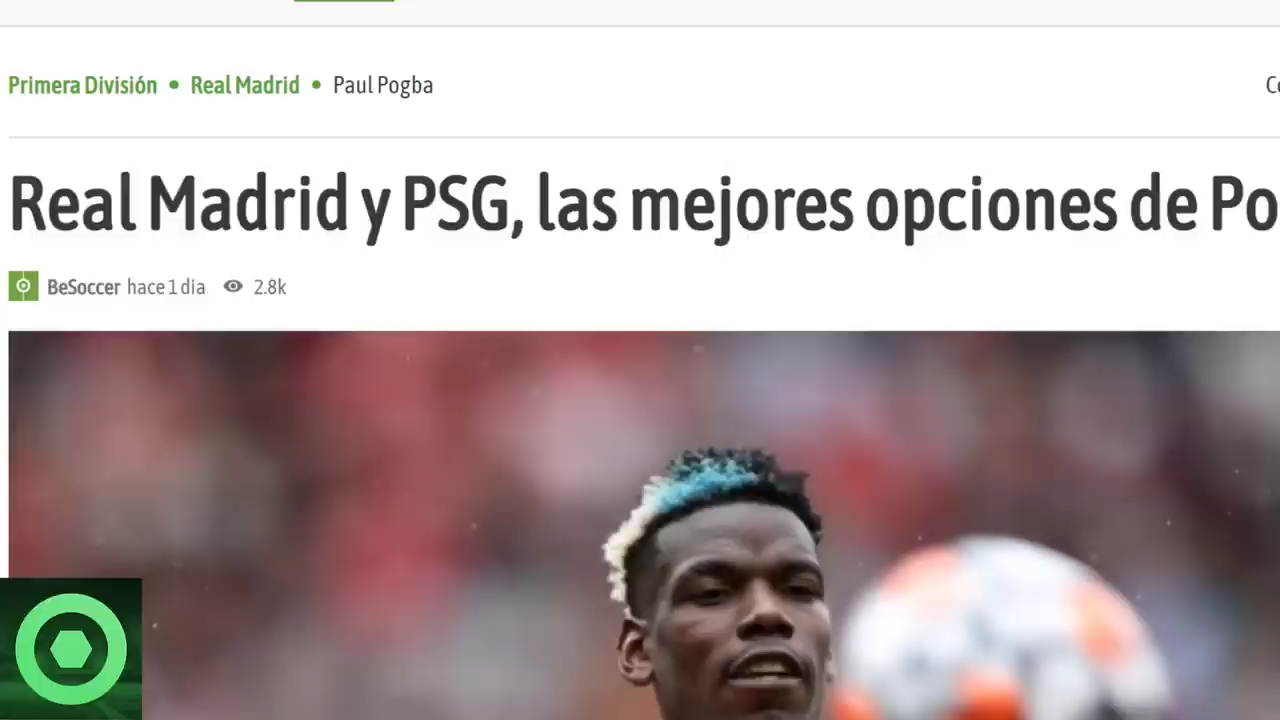 Primera División • Real Madrid • Paul Pogba
Real Madrid y PSG, las mejores opciones de Po
BeSoccer hace 1 día 2.8k